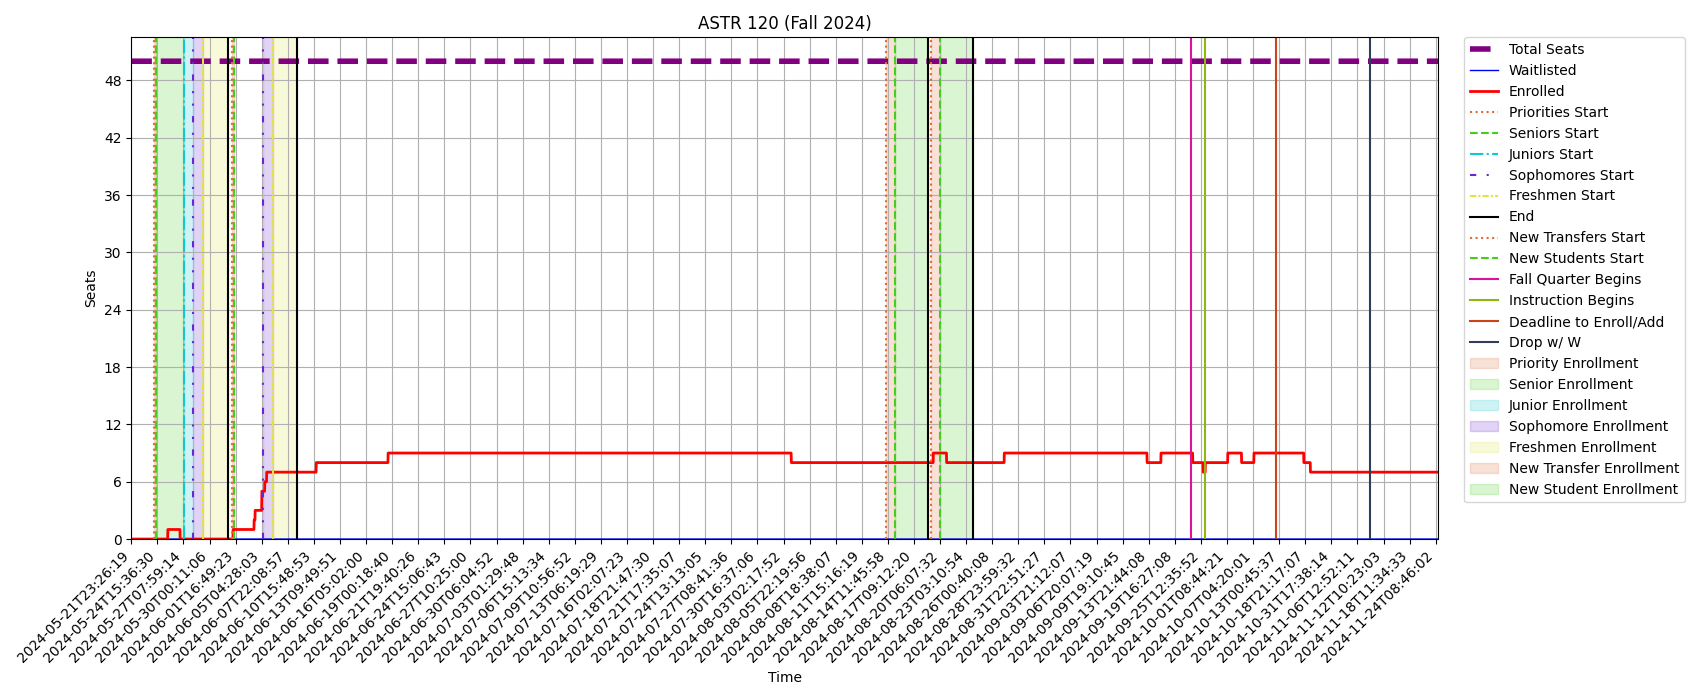 ASTR 120 (Fall 2024)
Seats
48
42
36
30
24
18
12
6
0
2024-05-21T23:26:19
2024-05-24T15:36:30
2024-05-27T07:59:14
2024-05-30T00:11:06
2024-06-01T16:49:23
2024-06-05T04:28:03
2024-06-07T22:08:57
2024-06-10T15:48:53
2024-06-13T09:49:51
2024-06-16T05:02:00
2024-06-19T00:18:40
2024-06-21T19:40:26
2024-06-24T15:06:43
2024-06-27T10:25:00
2024-06-30T06:04:52
2024-07-03T01:29:48
2024-07-06T15:13:34
2024-07-09T10:56:52
2024-07-13T06:19:29
2024-07-16T02:07:23
2024-07-18T21:47:30
2024-07-21T17:35:07
2024-07-24T13:13:05
2024-07-27T08:41:36
2024-07-30T16:37:06
2024-08-03T02:17:52
2024-08-05T22:19:56
2024-08-08T18:38:07
2024-08-11T15:16:19
2024-08-14T11:45:58
2024-08-17T09:12:20
2024-08-20T06:07:32
2024-08-23T03:10:54
2024-08-26T00:40:08
2024-08-28T23:59:32
2024-08-31T22:51:27
2024-09-03T21:12:07
2024-09-06T20:07:19
2024-09-09T19:10:45
2024-09-13T21:44:08
2024-09-19T16:27:08
2024-09-25T12:35:52
2024-10-01T08:44:21
2024-10-07T04:20:01
2024-10-13T00:45:37
2024-10-18T21:17:07
2024-10-31T17:38:14
2024-11-06T12:52:11
2024-11-12T10:23:03
2024-11-18T11:34:33
2024-11-24T08:46:02
Time
Total Seats
Waitlisted
Enrolled
Priorities Start
Seniors Start
Juniors Start
Sophomores Start
Freshmen Start
End
New Transfers Start
New Students Start
Fall Quarter Begins
Instruction Begins
Deadline to Enroll/Add
Drop w/ W
Priority Enrollment
Senior Enrollment
Junior Enrollment
Sophomore Enrollment
Freshmen Enrollment
New Transfer Enrollment
New Student Enrollment